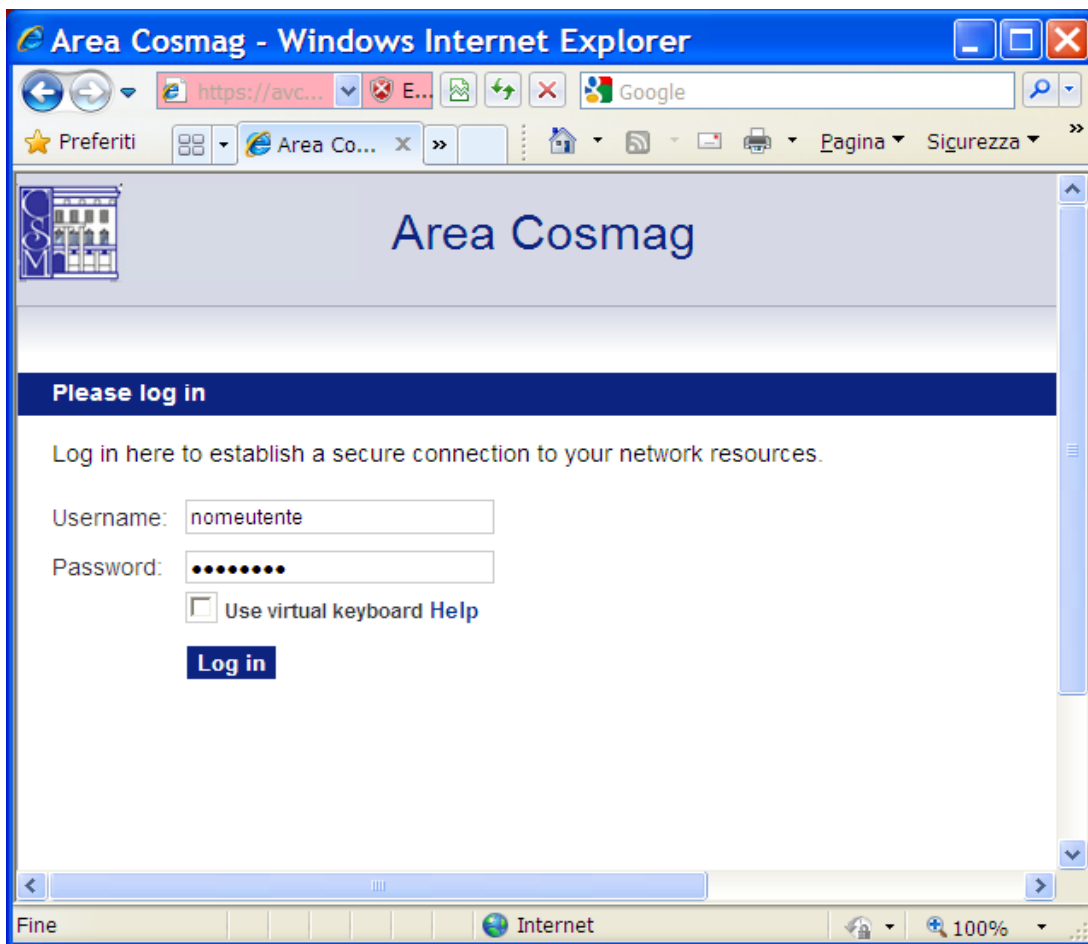 Area Cosmag - Windows Internet Explorer
https://avc... E... Google
Preferiti Area Co... x » Pagina Sicurezza »
CSM Area Cosmag
Please log in
Log in here to establish a secure connection to your network resources.
Username: nomeutente
Password: ••••••••
Use virtual keyboard Help
Log in
Fine Internet 100%